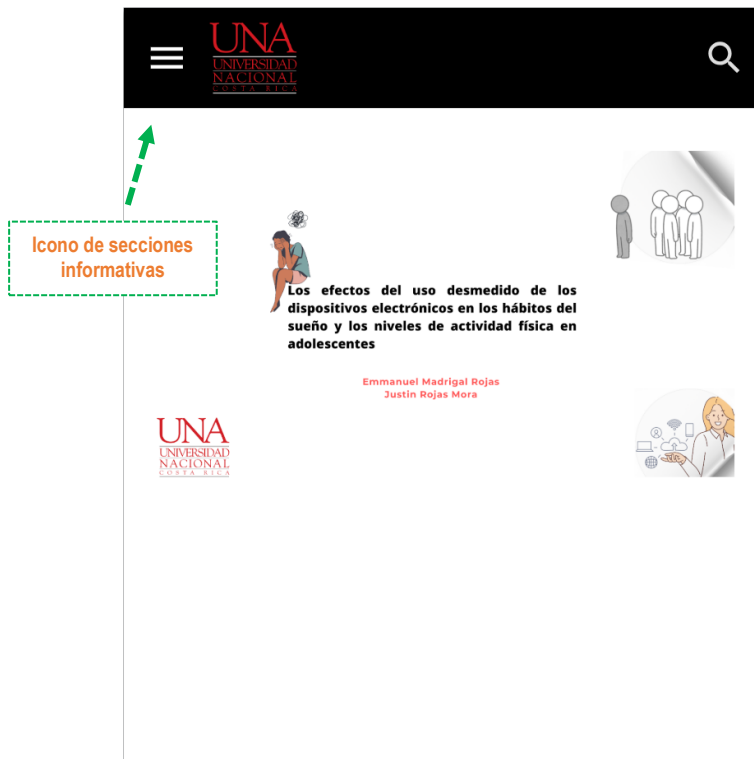 UNA
UNIVERSIDAD
NACIONAL
COSTA RICA
Icono de secciones
informativas
Los efectos del uso desmedido de los
dispositivos electrónicos en los hábitos del
sueño y los niveles de actividad física en
adolescentes
Emmanuel Madrigal Rojas
Justin Rojas Mora
UNA
UNIVERSIDAD
NACIONAL
COSTA RICA